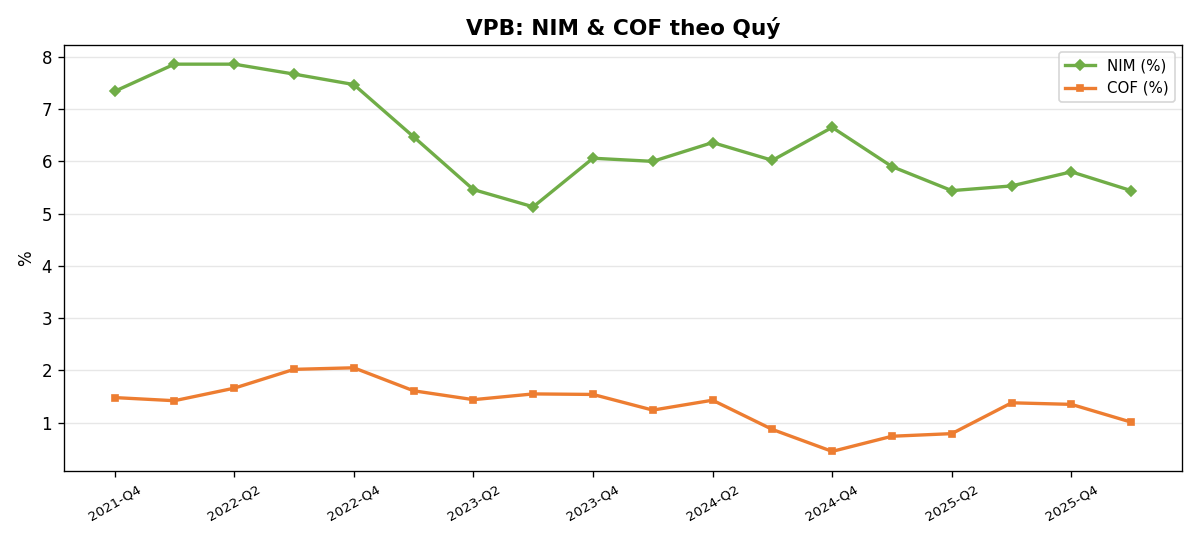 VPB: NIM & COF theo Quý
NIM (%)
COF (%)
%
8
7
6
5
4
3
2
1
2021-Q4
2022-Q2
2022-Q4
2023-Q2
2023-Q4
2024-Q2
2024-Q4
2025-Q2
2025-Q4